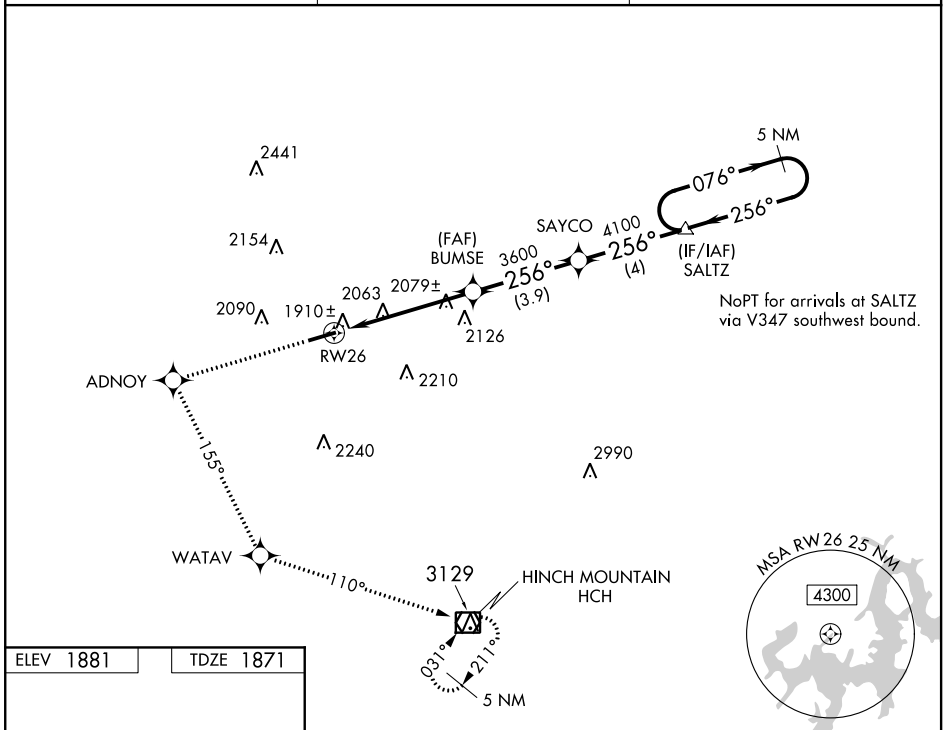 5 NM
2441
076°
SAYCO
4100
256°
2154
(FAF)
BUMSE
3600
256°
(4)
(IF/IAF)
SALTZ
256°
(3.9)
2079±
2063
2090
1910±
NoPT for arrivals at SALTZ
via V347 southwest bound.
2126
RW26
ADNOY
2210
155°
2240
2990
WATAV
110°
3129
HINCH MOUNTAIN
HCH
MSA RW26 25 NM
4300
031°
211°
5 NM
ELEV 1881
TDZE 1871